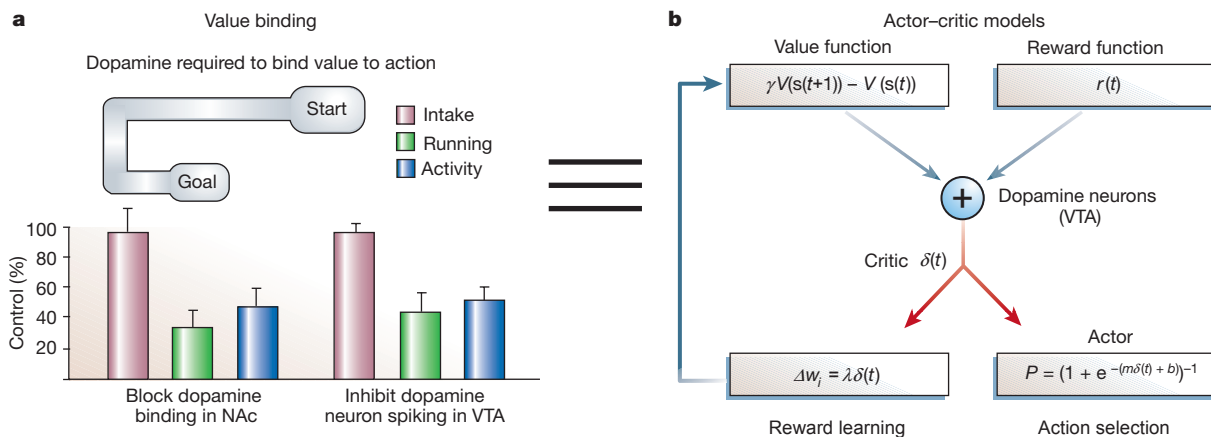 a
Value binding
Dopamine required to bind value to action
Start
Goal
Intake
Running
Activity
Control (%)
100
80
60
40
20
Block dopamine
binding in NAc
Inhibit dopamine
neuron spiking in VTA
b
Actor–critic models
Value function
Reward function
γV(s(t+1)) – V (s(t))
r(t)
+
Dopamine neurons
(VTA)
Critic δ(t)
Actor
Δwᵢ = λδ(t)
P = (1 + e ^–(mδ(t) + b))^–1
Reward learning
Action selection